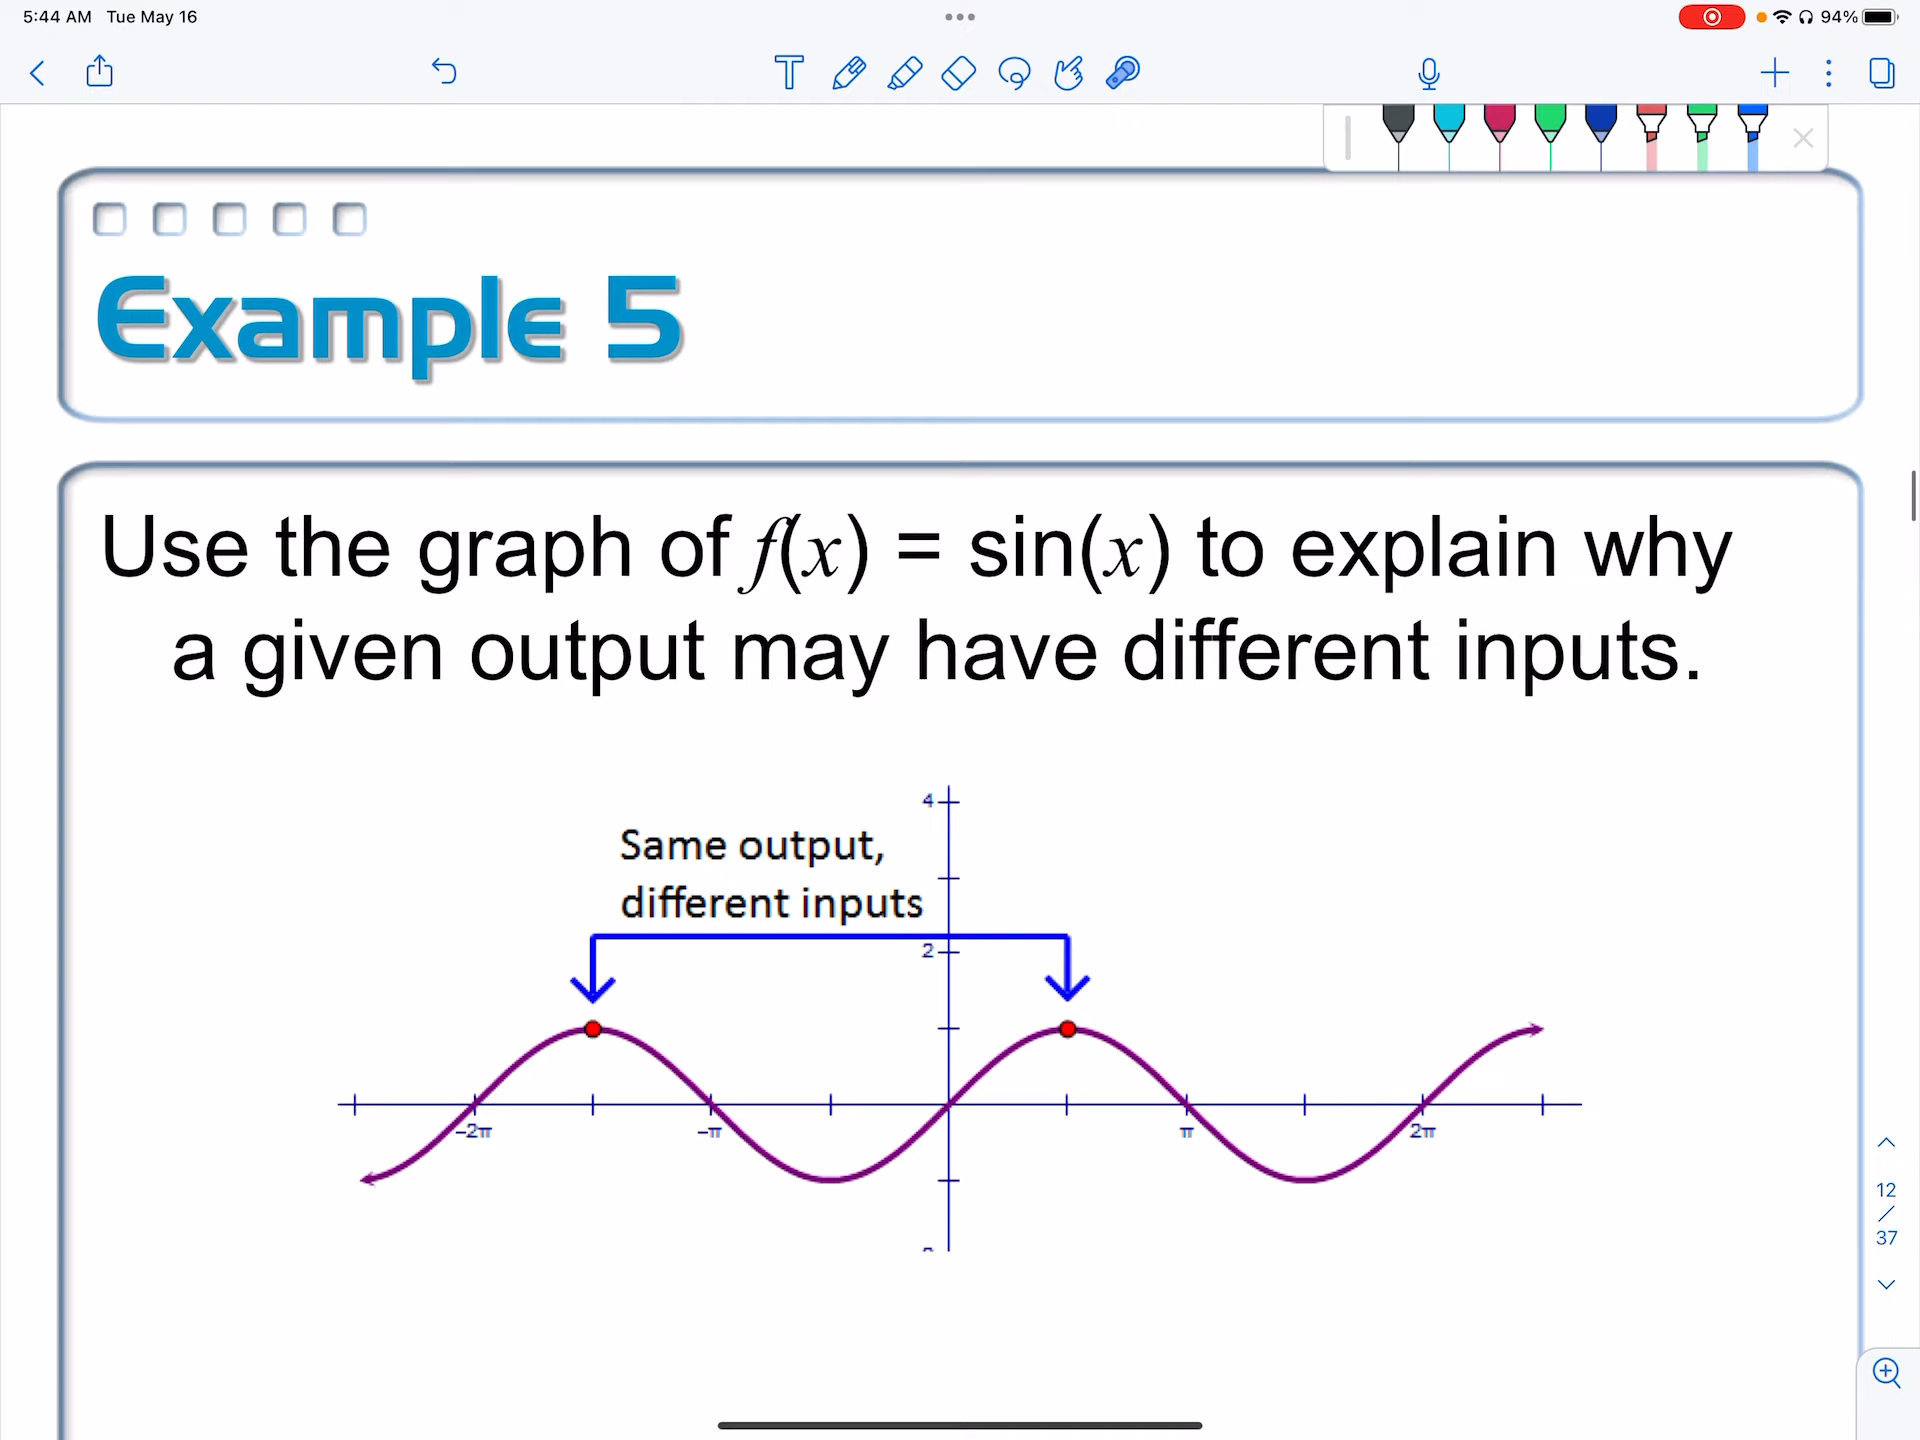 5:44 AM Tue May 16
94%
Example 5
Use the graph of f(x) = sin(x) to explain why
a given output may have different inputs.
4
Same output,
different inputs
2
-2π
-π
π
2π
12
/
37